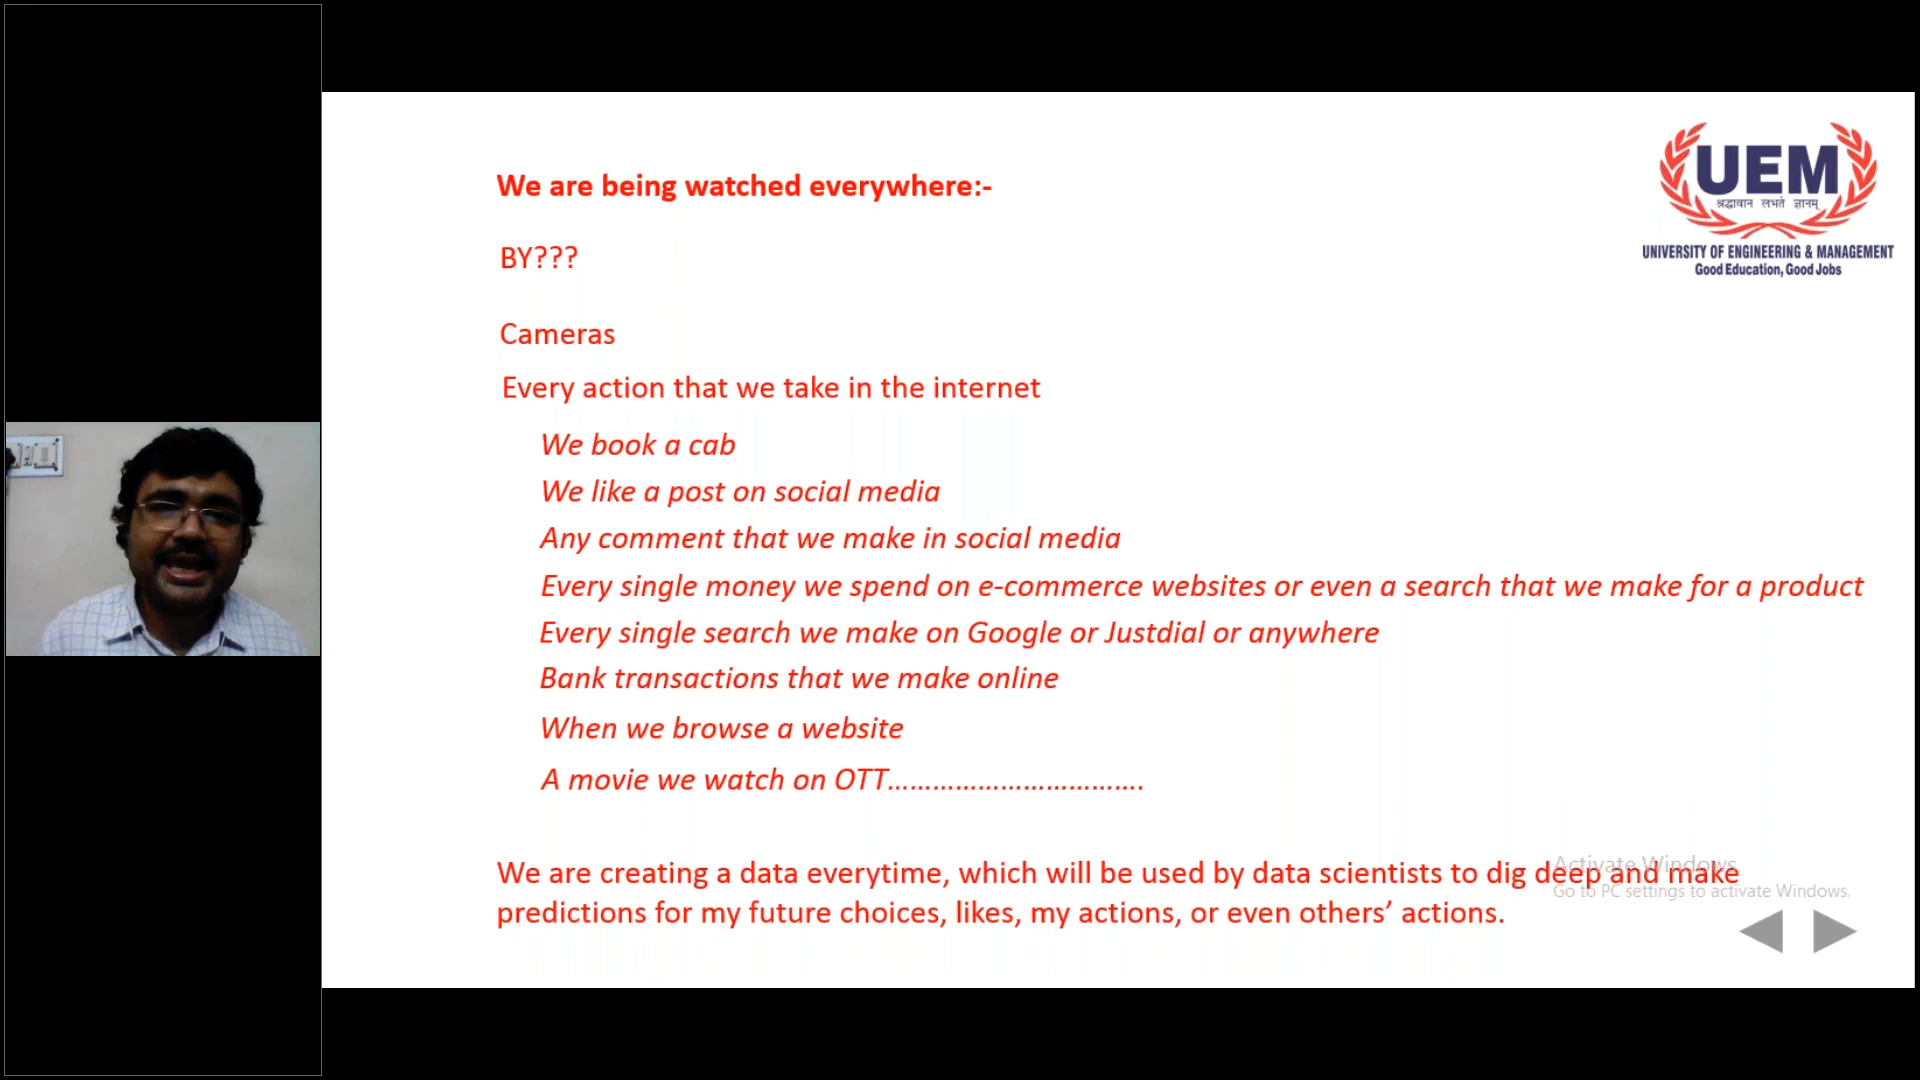 We are being watched everywhere:-
UEM
श्रद्धावान लभते ज्ञानम्
UNIVERSITY OF ENGINEERING & MANAGEMENT
Good Education, Good Jobs
BY???
Cameras
Every action that we take in the internet
We book a cab
We like a post on social media
Any comment that we make in social media
Every single money we spend on e-commerce websites or even a search that we make for a product
Every single search we make on Google or Justdial or anywhere
Bank transactions that we make online
When we browse a website
A movie we watch on OTT……………………………
We are creating a data everytime, which will be used by data scientists to dig deep and make
predictions for my future choices, likes, my actions, or even others’ actions.
Activate Windows
Go to PC settings to activate Windows.